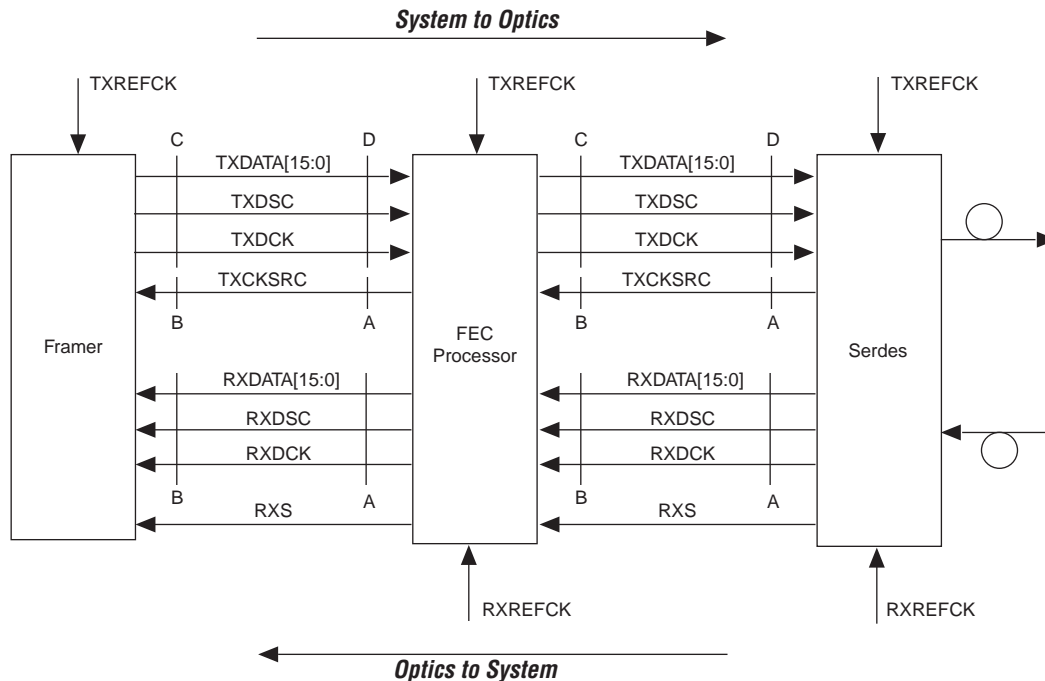 System to Optics
TXREFCK TXREFCK TXREFCK
C D C D
TXDATA[15:0] TXDATA[15:0]
TXDSC TXDSC
TXDCK TXDCK
TXCKSRC TXCKSRC
B A B A
Framer
FEC
Processor
Serdes
RXDATA[15:0] RXDATA[15:0]
RXDSC RXDSC
RXDCK RXDCK
B A B A
RXS RXS
RXREFCK RXREFCK
Optics to System